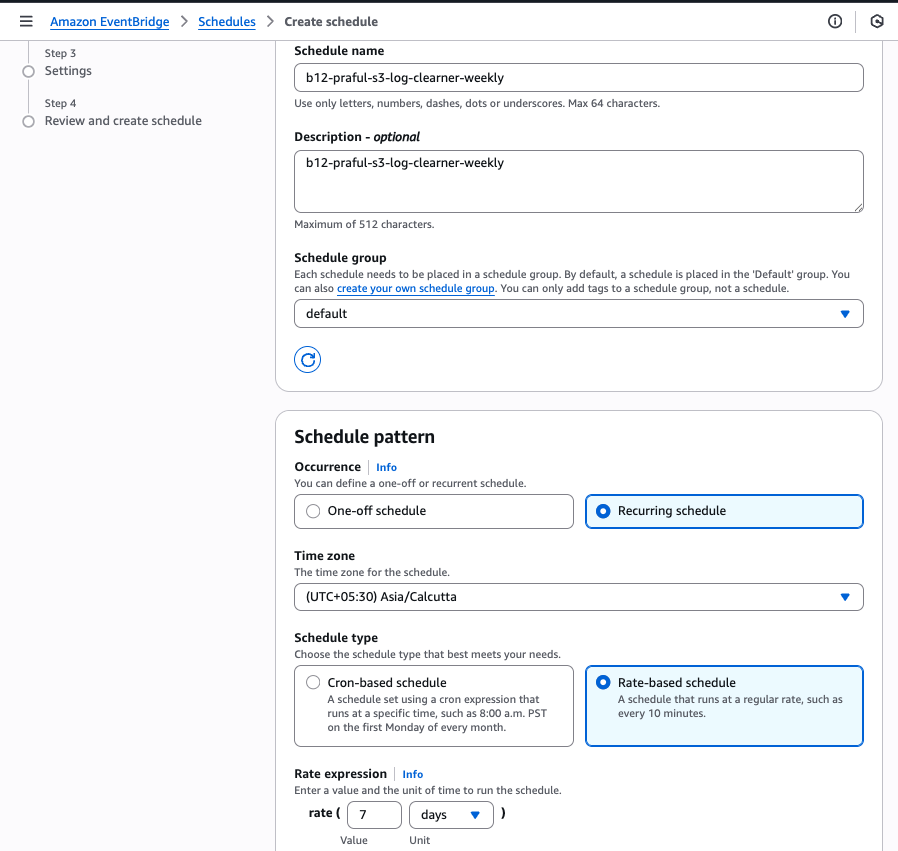 Amazon EventBridge > Schedules > Create schedule
Step 3
Settings
Step 4
Review and create schedule
Schedule name
b12-praful-s3-log-clearner-weekly
Use only letters, numbers, dashes, dots or underscores. Max 64 characters.
Description - optional
b12-praful-s3-log-clearner-weekly
Maximum of 512 characters.
Schedule group
Each schedule needs to be placed in a schedule group. By default, a schedule is placed in the 'Default' group. You
can also create your own schedule group. You can only add tags to a schedule group, not a schedule.
default
Schedule pattern
Occurrence Info
You can define a one-off or recurrent schedule.
One-off schedule
Recurring schedule
Time zone
The time zone for the schedule.
(UTC+05:30) Asia/Calcutta
Schedule type
Choose the schedule type that best meets your needs.
Cron-based schedule
A schedule set using a cron expression that
runs at a specific time, such as 8:00 a.m. PST
on the first Monday of every month.
Rate-based schedule
A schedule that runs at a regular rate, such as
every 10 minutes.
Rate expression Info
Enter a value and the unit of time to run the schedule.
rate ( 7 days )
Value Unit